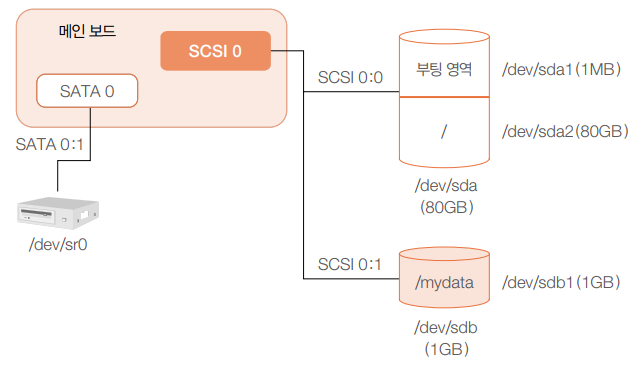 메인 보드
SCSI 0
SATA 0
SATA 0:1
/dev/sr0
SCSI 0:0
부팅 영역
/dev/sda1(1MB)
/
/dev/sda2(80GB)
/dev/sda
(80GB)
SCSI 0:1
/mydata
/dev/sdb1(1GB)
/dev/sdb
(1GB)